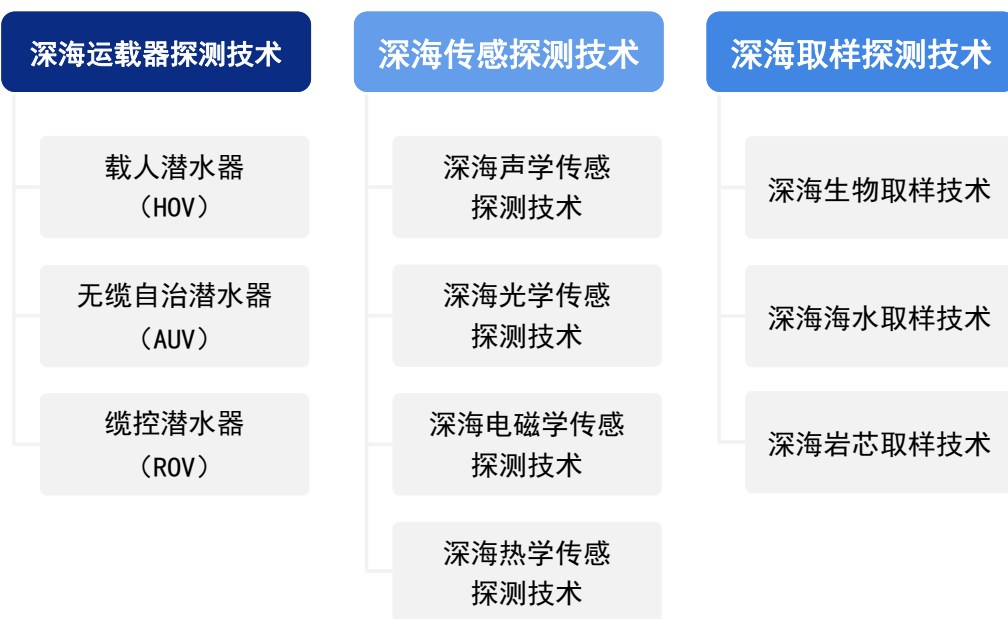 深海运载器探测技术
载人潜水器
（HOV）
无缆自治潜水器
（AUV）
缆控潜水器
（ROV）
深海传感探测技术
深海声学传感
探测技术
深海光学传感
探测技术
深海电磁学传感
探测技术
深海热学传感
探测技术
深海取样探测技术
深海生物取样技术
深海海水取样技术
深海岩芯取样技术